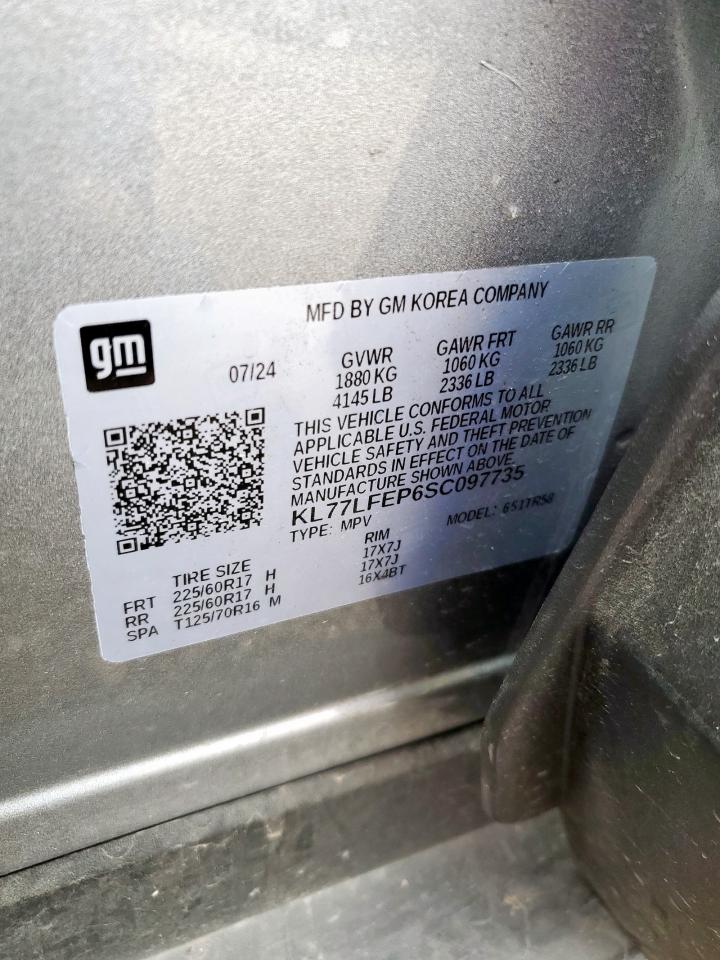 MFD BY GM KOREA COMPANY
gm
07/24
GVWR
1880 KG
4145 LB
GAWR FRT
1060 KG
2336 LB
GAWR RR
1060 KG
2336 LB
THIS VEHICLE CONFORMS TO ALL
APPLICABLE U.S. FEDERAL MOTOR
VEHICLE SAFETY AND THEFT PREVENTION
STANDARDS IN EFFECT ON THE DATE OF
MANUFACTURE SHOWN ABOVE.
KL77LFEP6SC097735
TYPE: MPV
MODEL: 651TR58
TIRE SIZE
RIM
FRT 225/60R17 H 17X7J
RR 225/60R17 H 17X7J
SPA T125/70R16 M 16X4BT